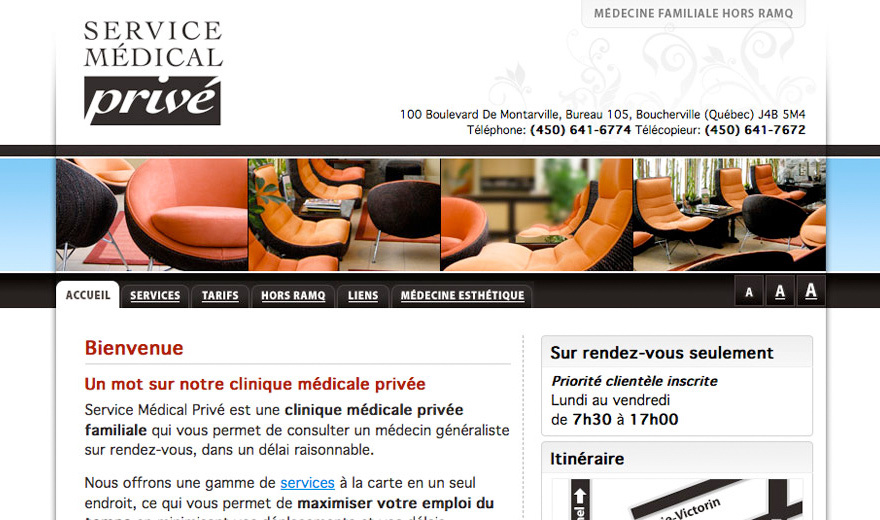 SERVICE
MÉDICAL
privé
MÉDECINE FAMILIALE HORS RAMQ
100 Boulevard De Montarville, Bureau 105, Boucherville (Québec) J4B 5M4
Téléphone: (450) 641-6774 Télécopieur: (450) 641-7672
ACCUEIL SERVICES TARIFS HORS RAMQ LIENS MÉDECINE ESTHÉTIQUE A A A
Bienvenue
Un mot sur notre clinique médicale privée
Service Médical Privé est une clinique médicale privée
familiale qui vous permet de consulter un médecin généraliste
sur rendez-vous, dans un délai raisonnable.
Nous offrons une gamme de services à la carte en un seul
endroit, ce qui vous permet de maximiser votre emploi du
Sur rendez-vous seulement
Priorité clientèle inscrite
Lundi au vendredi
de 7h30 à 17h00
Itinéraire